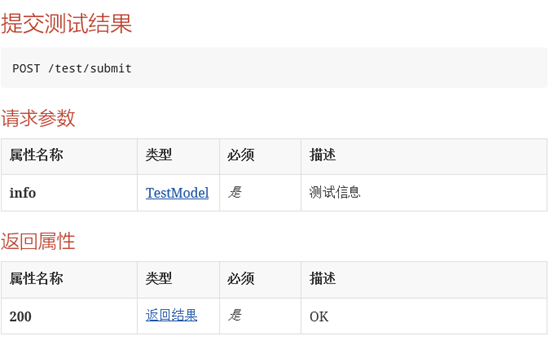 提交测试结果
POST /test/submit
请求参数
属性名称 类型 必须 描述
info TestModel 是 测试信息
返回属性
属性名称 类型 必须 描述
200 返回结果 是 OK